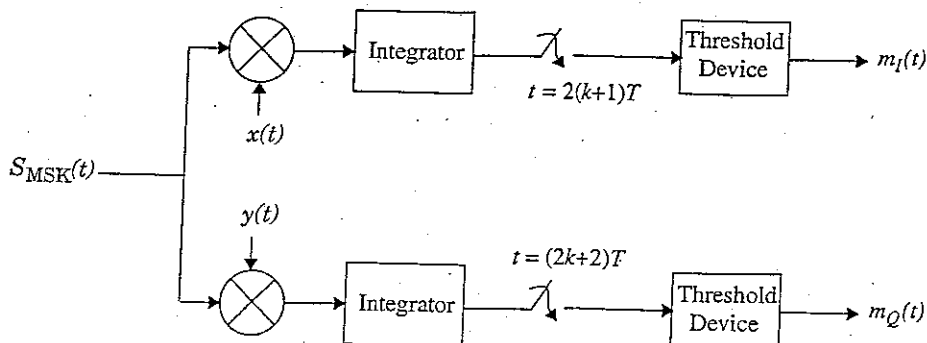 Integrator
Threshold
Device
m_I(t)
t = 2(k+1)T
x(t)
S_MSK(t)
y(t)
t = (2k+2)T
Integrator
Threshold
Device
m_Q(t)